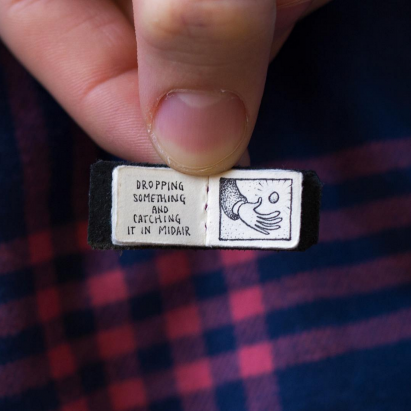 DROPPING
SOMETHING
AND
CATCHING
IT IN MIDAIR